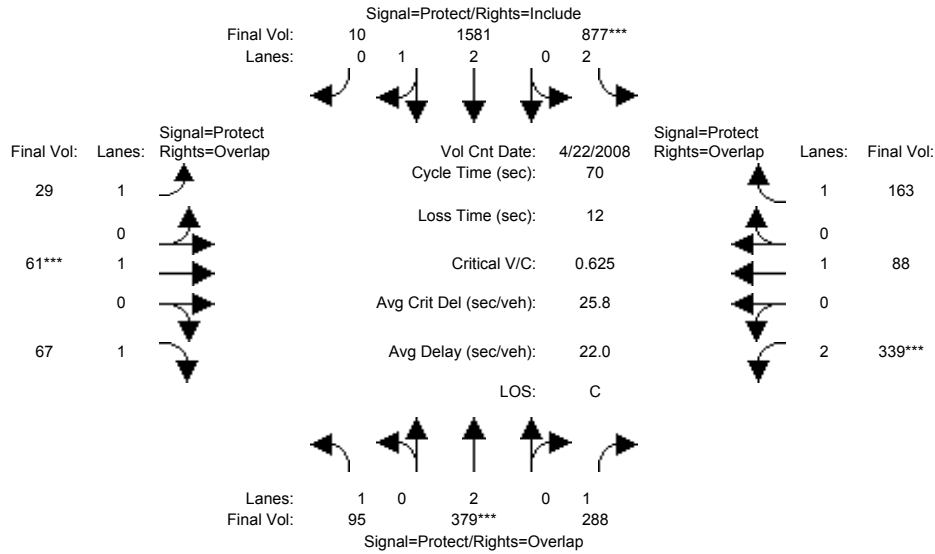 Signal=Protect/Rights=Include
Final Vol: 10 1581 877***
Lanes: 0 1 2 0 2
Signal=Protect Signal=Protect
Final Vol: Lanes: Rights=Overlap Vol Cnt Date: 4/22/2008 Rights=Overlap Lanes: Final Vol:
Cycle Time (sec): 70
29 1 1 163
Loss Time (sec): 12
0 0
61*** 1 Critical V/C: 0.625 1 88
0 Avg Crit Del (sec/veh): 25.8 0
67 1 Avg Delay (sec/veh): 22.0 2 339***
LOS: C
Lanes: 1 0 2 0 1
Final Vol: 95 379*** 288
Signal=Protect/Rights=Overlap